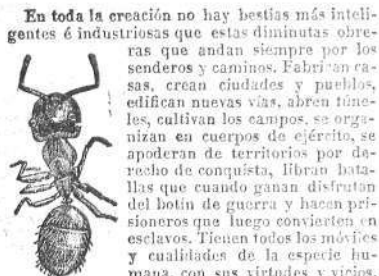 En toda la creación no hay bestias más inteli-
gentes é industriosas que estas diminutas obre-
ras que andan siempre por los
senderos y caminos. Fabrican ca-
sas, crean ciudades y pueblos,
edifican nuevas vías, abren túne-
les, cultivan los campos, se orga-
nizan en cuerpos de ejército, se
apoderan de territorios por de-
recho de conquista, libran bata-
llas que cuando ganan disfrutan
del botín de guerra y hacen pri-
sioneros que luego convierten en
esclavos. Tienen todos los móviles
y cualidades de la especie hu-
mana, con sus virtudes y vicios.